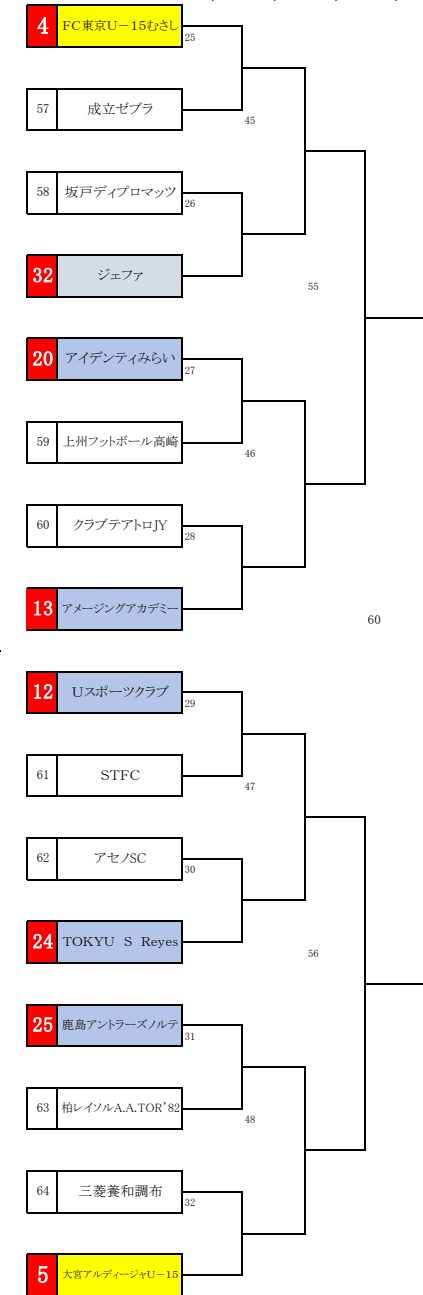 4 FC東京U－15むさし
25
57 成立ゼブラ
45
58 坂戸ディプロマッツ
26
32 ジェファ
55
20 アイデンティみらい
27
59 上州フットボール高崎
46
60 クラブテアトロJY
28
13 アメージングアカデミー
60
12 Uスポーツクラブ
29
61 STFC
47
62 アセノSC
30
24 TOKYU S Reyes
56
25 鹿島アントラーズノルテ
31
63 柏レイソルA.A.TOR'82
48
64 三菱養和調布
32
5 大宮アルディージャU－15